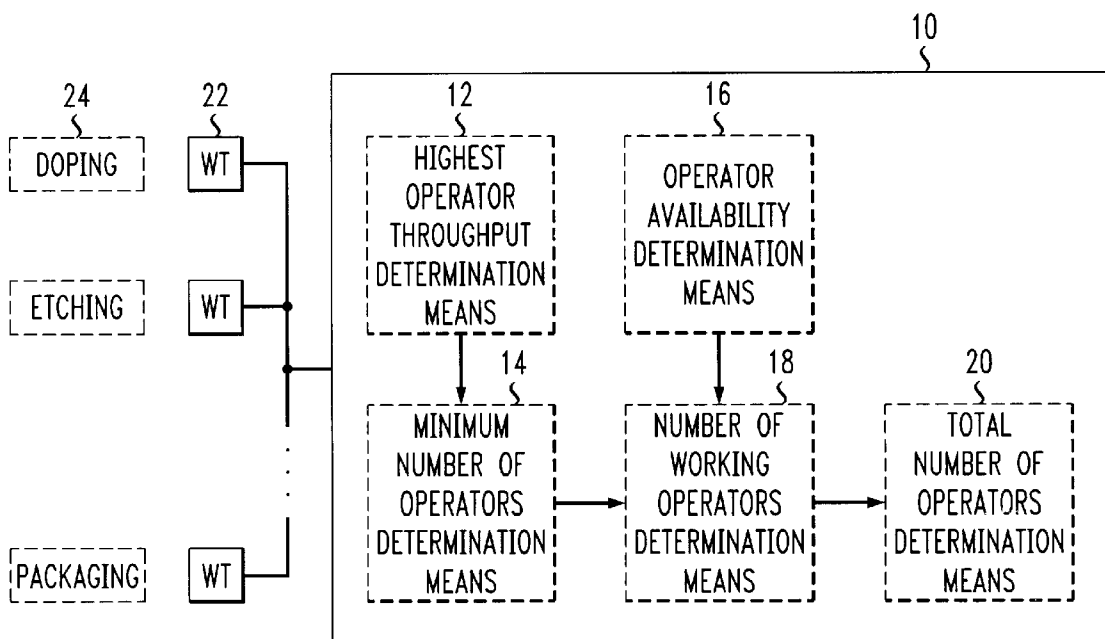 10
24
22
12
16
DOPING
WT
HIGHEST
OPERATOR
THROUGHPUT
DETERMINATION
MEANS
OPERATOR
AVAILABILITY
DETERMINATION
MEANS
ETCHING
WT
14
18
20
MINIMUM
NUMBER OF
OPERATORS
DETERMINATION
MEANS
NUMBER OF
WORKING
OPERATORS
DETERMINATION
MEANS
TOTAL
NUMBER OF
OPERATORS
DETERMINATION
MEANS
PACKAGING
WT